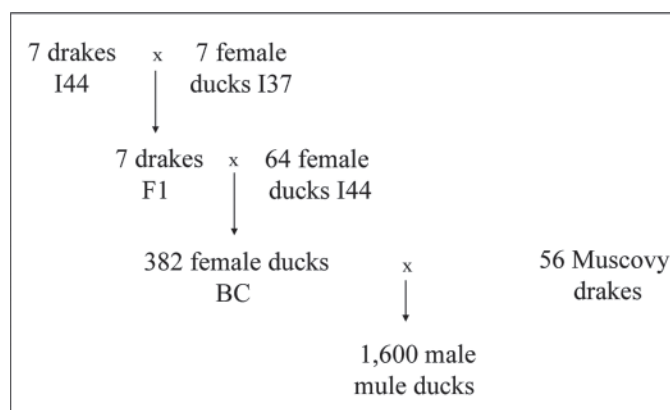 7 drakes x 7 female
I44 ducks I37
7 drakes x 64 female
F1 ducks I44
382 female ducks x 56 Muscovy
BC drakes
1,600 male
mule ducks